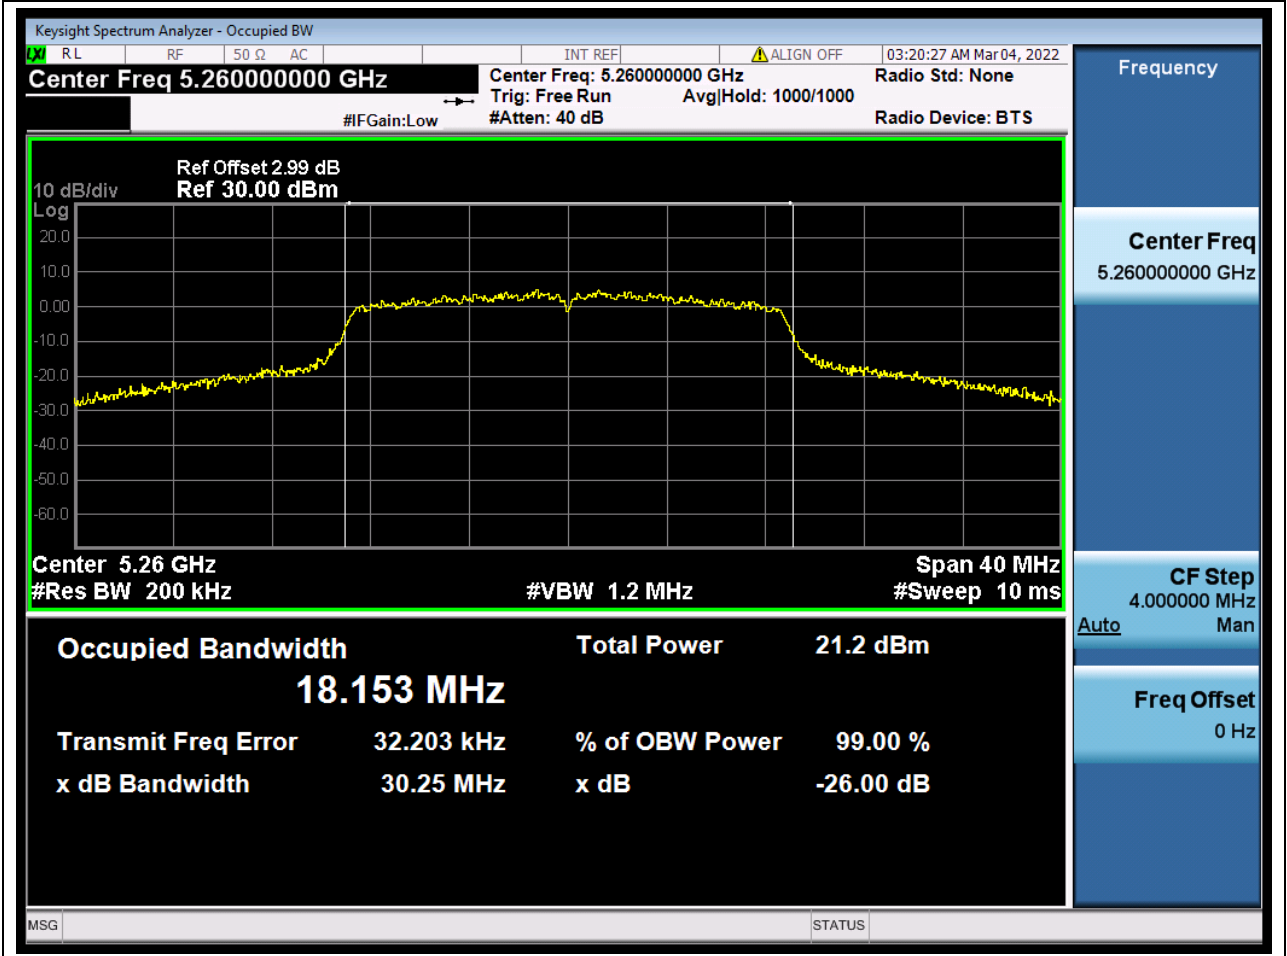 Keysight Spectrum Analyzer - Occupied BW
LXI RL RF 50 Ω AC INT REF ALIGN OFF 03:20:27 AM Mar 04, 2022
Center Freq 5.260000000 GHz
Center Freq: 5.260000000 GHz
Radio Std: None
Trig: Free Run Avg|Hold: 1000/1000
#IFGain:Low
#Atten: 40 dB
Radio Device: BTS
Ref Offset 2.99 dB
10 dB/div Ref 30.00 dBm
Log
20.0
10.0
0.00
-10.0
-20.0
-30.0
-40.0
-50.0
-60.0
Center 5.26 GHz Span 40 MHz
#Res BW 200 kHz #VBW 1.2 MHz #Sweep 10 ms
Occupied Bandwidth Total Power 21.2 dBm
18.153 MHz
Transmit Freq Error 32.203 kHz % of OBW Power 99.00 %
x dB Bandwidth 30.25 MHz x dB -26.00 dB
Frequency
Center Freq
5.260000000 GHz
CF Step
4.000000 MHz
Auto Man
Freq Offset
0 Hz
MSG STATUS